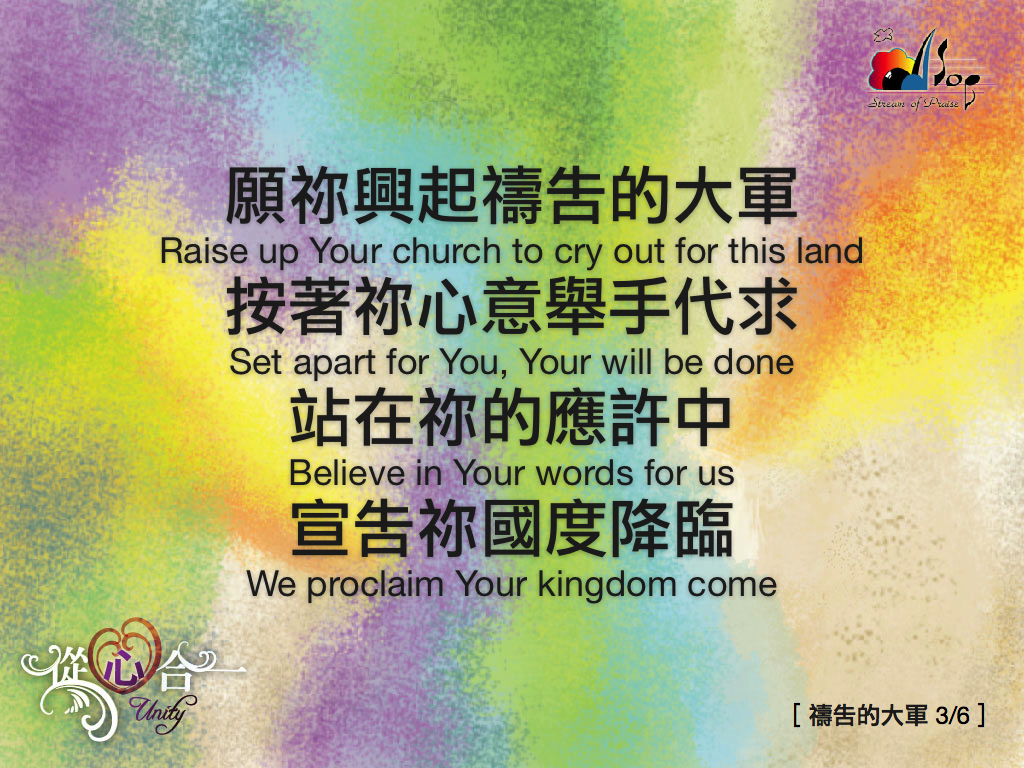 Sop
Stream of Praise
願祢興起禱告的大軍
Raise up Your church to cry out for this land
按著祢心意舉手代求
Set apart for You, Your will be done
站在祢的應許中
Believe in Your words for us
宣告祢國度降臨
We proclaim Your kingdom come
從心合一
Unity
[ 禱告的大軍 3/6 ]